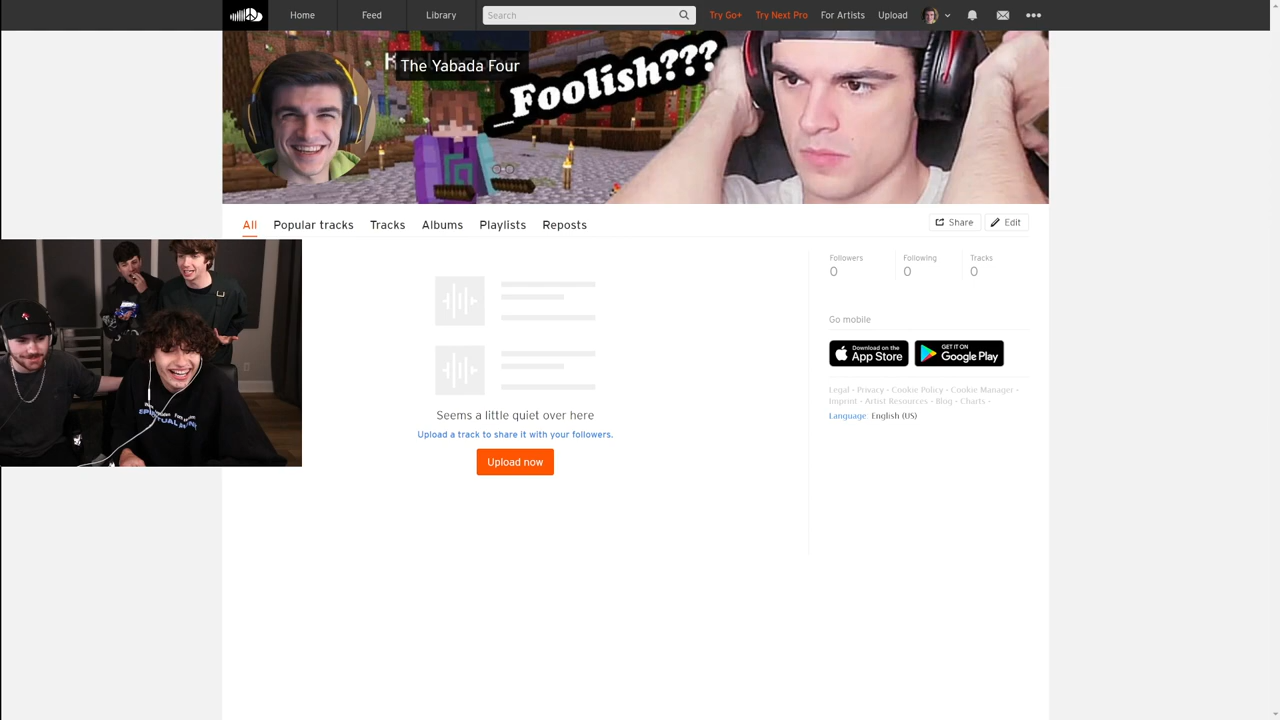 Home
Feed
Library
Search
Try Go+
Try Next Pro
For Artists
Upload
The Yabada Four
Foolish???
All
Popular tracks
Tracks
Albums
Playlists
Reposts
Share
Edit
Followers
Following
Tracks
0
0
0
Go mobile
Download on the
App Store
GET IT ON
Google Play
Legal - Privacy - Cookie Policy - Cookie Manager -
Imprint - Artist Resources - Blog - Charts -
Language English (US)
Seems a little quiet over here
Upload a track to share it with your followers.
Upload now